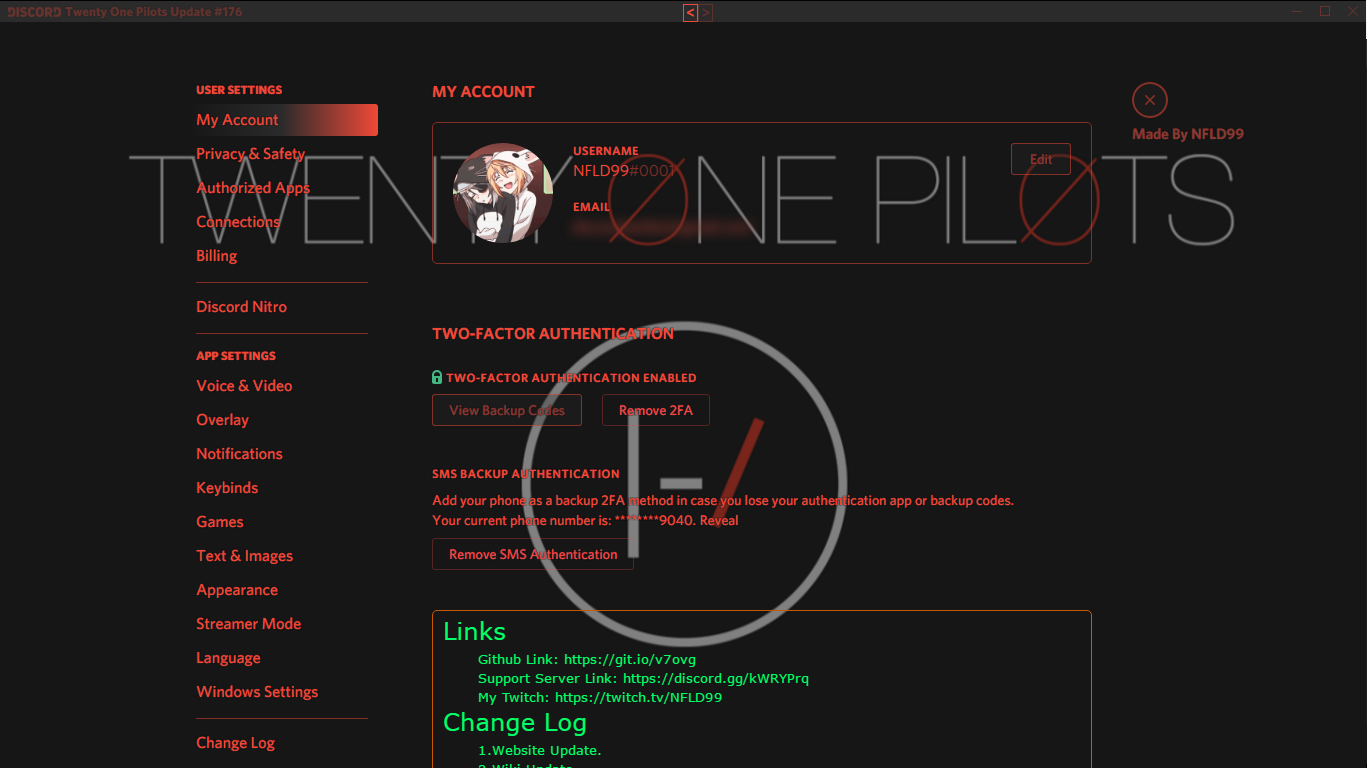 DISCORD Twenty One Pilots Update #176
< >
USER SETTINGS
My Account
Privacy & Safety
Authorized Apps
Connections
Billing
Discord Nitro
APP SETTINGS
Voice & Video
Overlay
Notifications
Keybinds
Games
Text & Images
Appearance
Streamer Mode
Language
Windows Settings
Change Log
MY ACCOUNT
TWENTY ØNE PILØTS
USERNAME
NFLD99#0001
EMAIL
Edit
Made By NFLD99
TWO-FACTOR AUTHENTICATION
TWO-FACTOR AUTHENTICATION ENABLED
View Backup Codes
Remove 2FA
|-/
SMS BACKUP AUTHENTICATION
Add your phone as a backup 2FA method in case you lose your authentication app or backup codes.
Your current phone number is: ********9040. Reveal
Remove SMS Authentication
Links
Github Link: https://git.io/v7ovg
Support Server Link: https://discord.gg/kWRYPrq
My Twitch: https://twitch.tv/NFLD99
Change Log
1.Website Update.
2.Wiki Update.